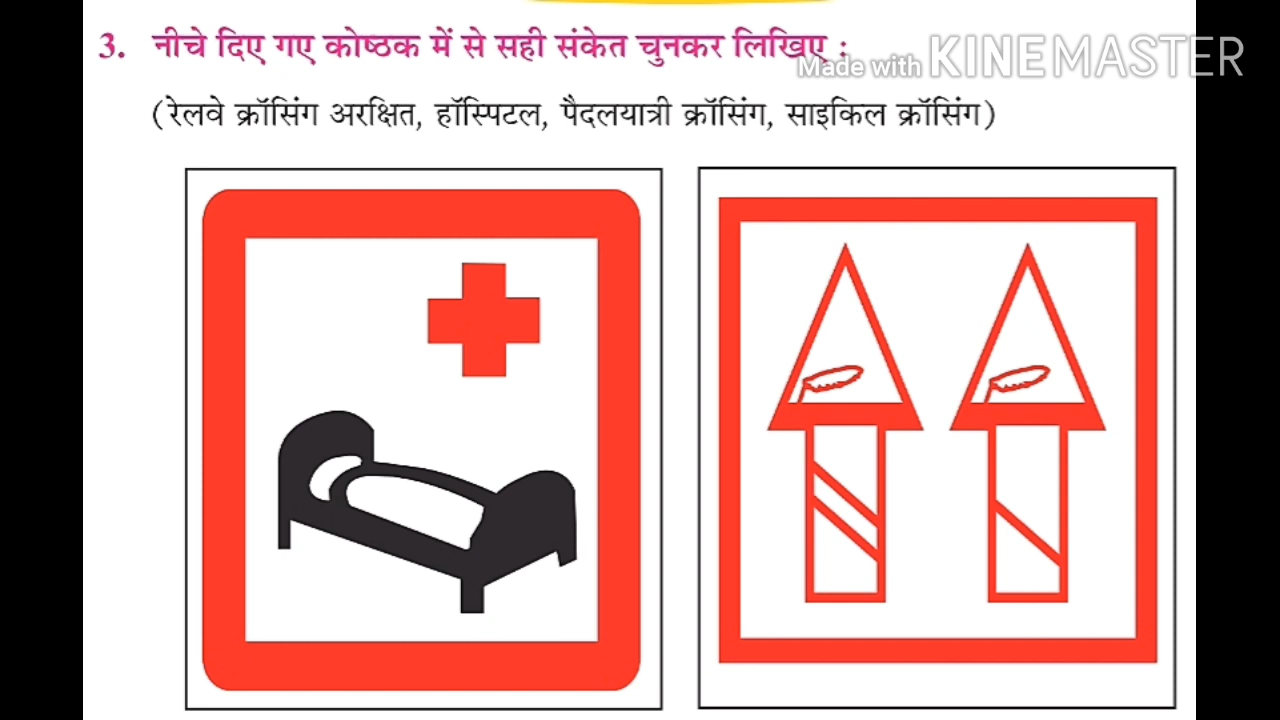 3. नीचे दिए गए कोष्ठक में से सही संकेत चुनकर लिखिए :
Made with KINEMASTER
(रेलवे क्रॉसिंग अरक्षित, हॉस्पिटल, पैदलयात्री क्रॉसिंग, साइकिल क्रॉसिंग)